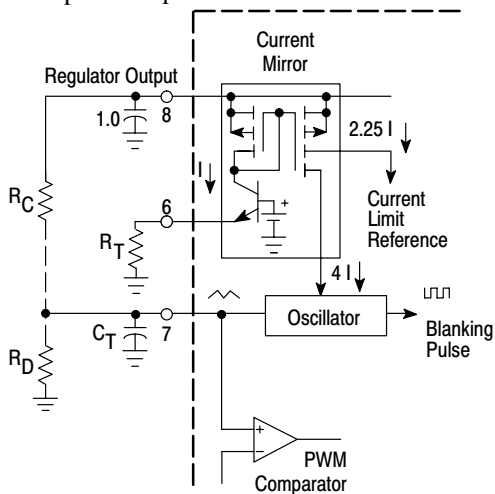 Current
Mirror
Regulator Output
1.0
8
2.25 I
I
R_C
6
Current
Limit
Reference
R_T
4 I
Oscillator
Blanking
Pulse
C_T
7
R_D
+
+
−
PWM
Comparator